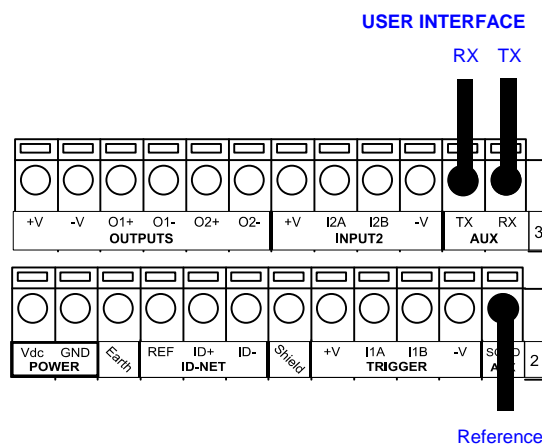 USER INTERFACE
RX TX
+V -V O1+ O1- O2+ O2- +V I2A I2B -V TX RX
OUTPUTS INPUT2 AUX 3
Vdc GND Earth REF ID+ ID- Shield +V I1A I1B -V
POWER ID-NET TRIGGER 2
Reference